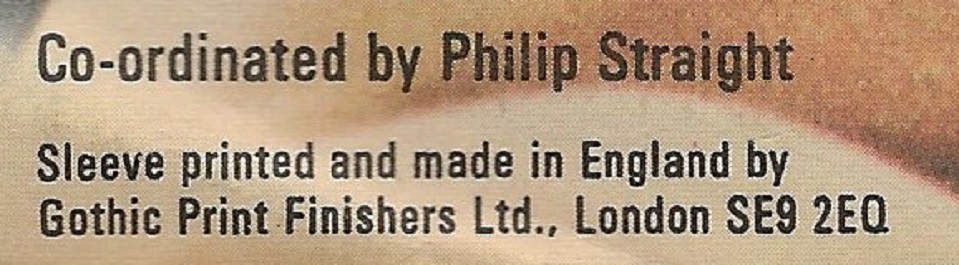 Co-ordinated by Philip Straight
Sleeve printed and made in England by
Gothic Print Finishers Ltd., London SE9 2EQ